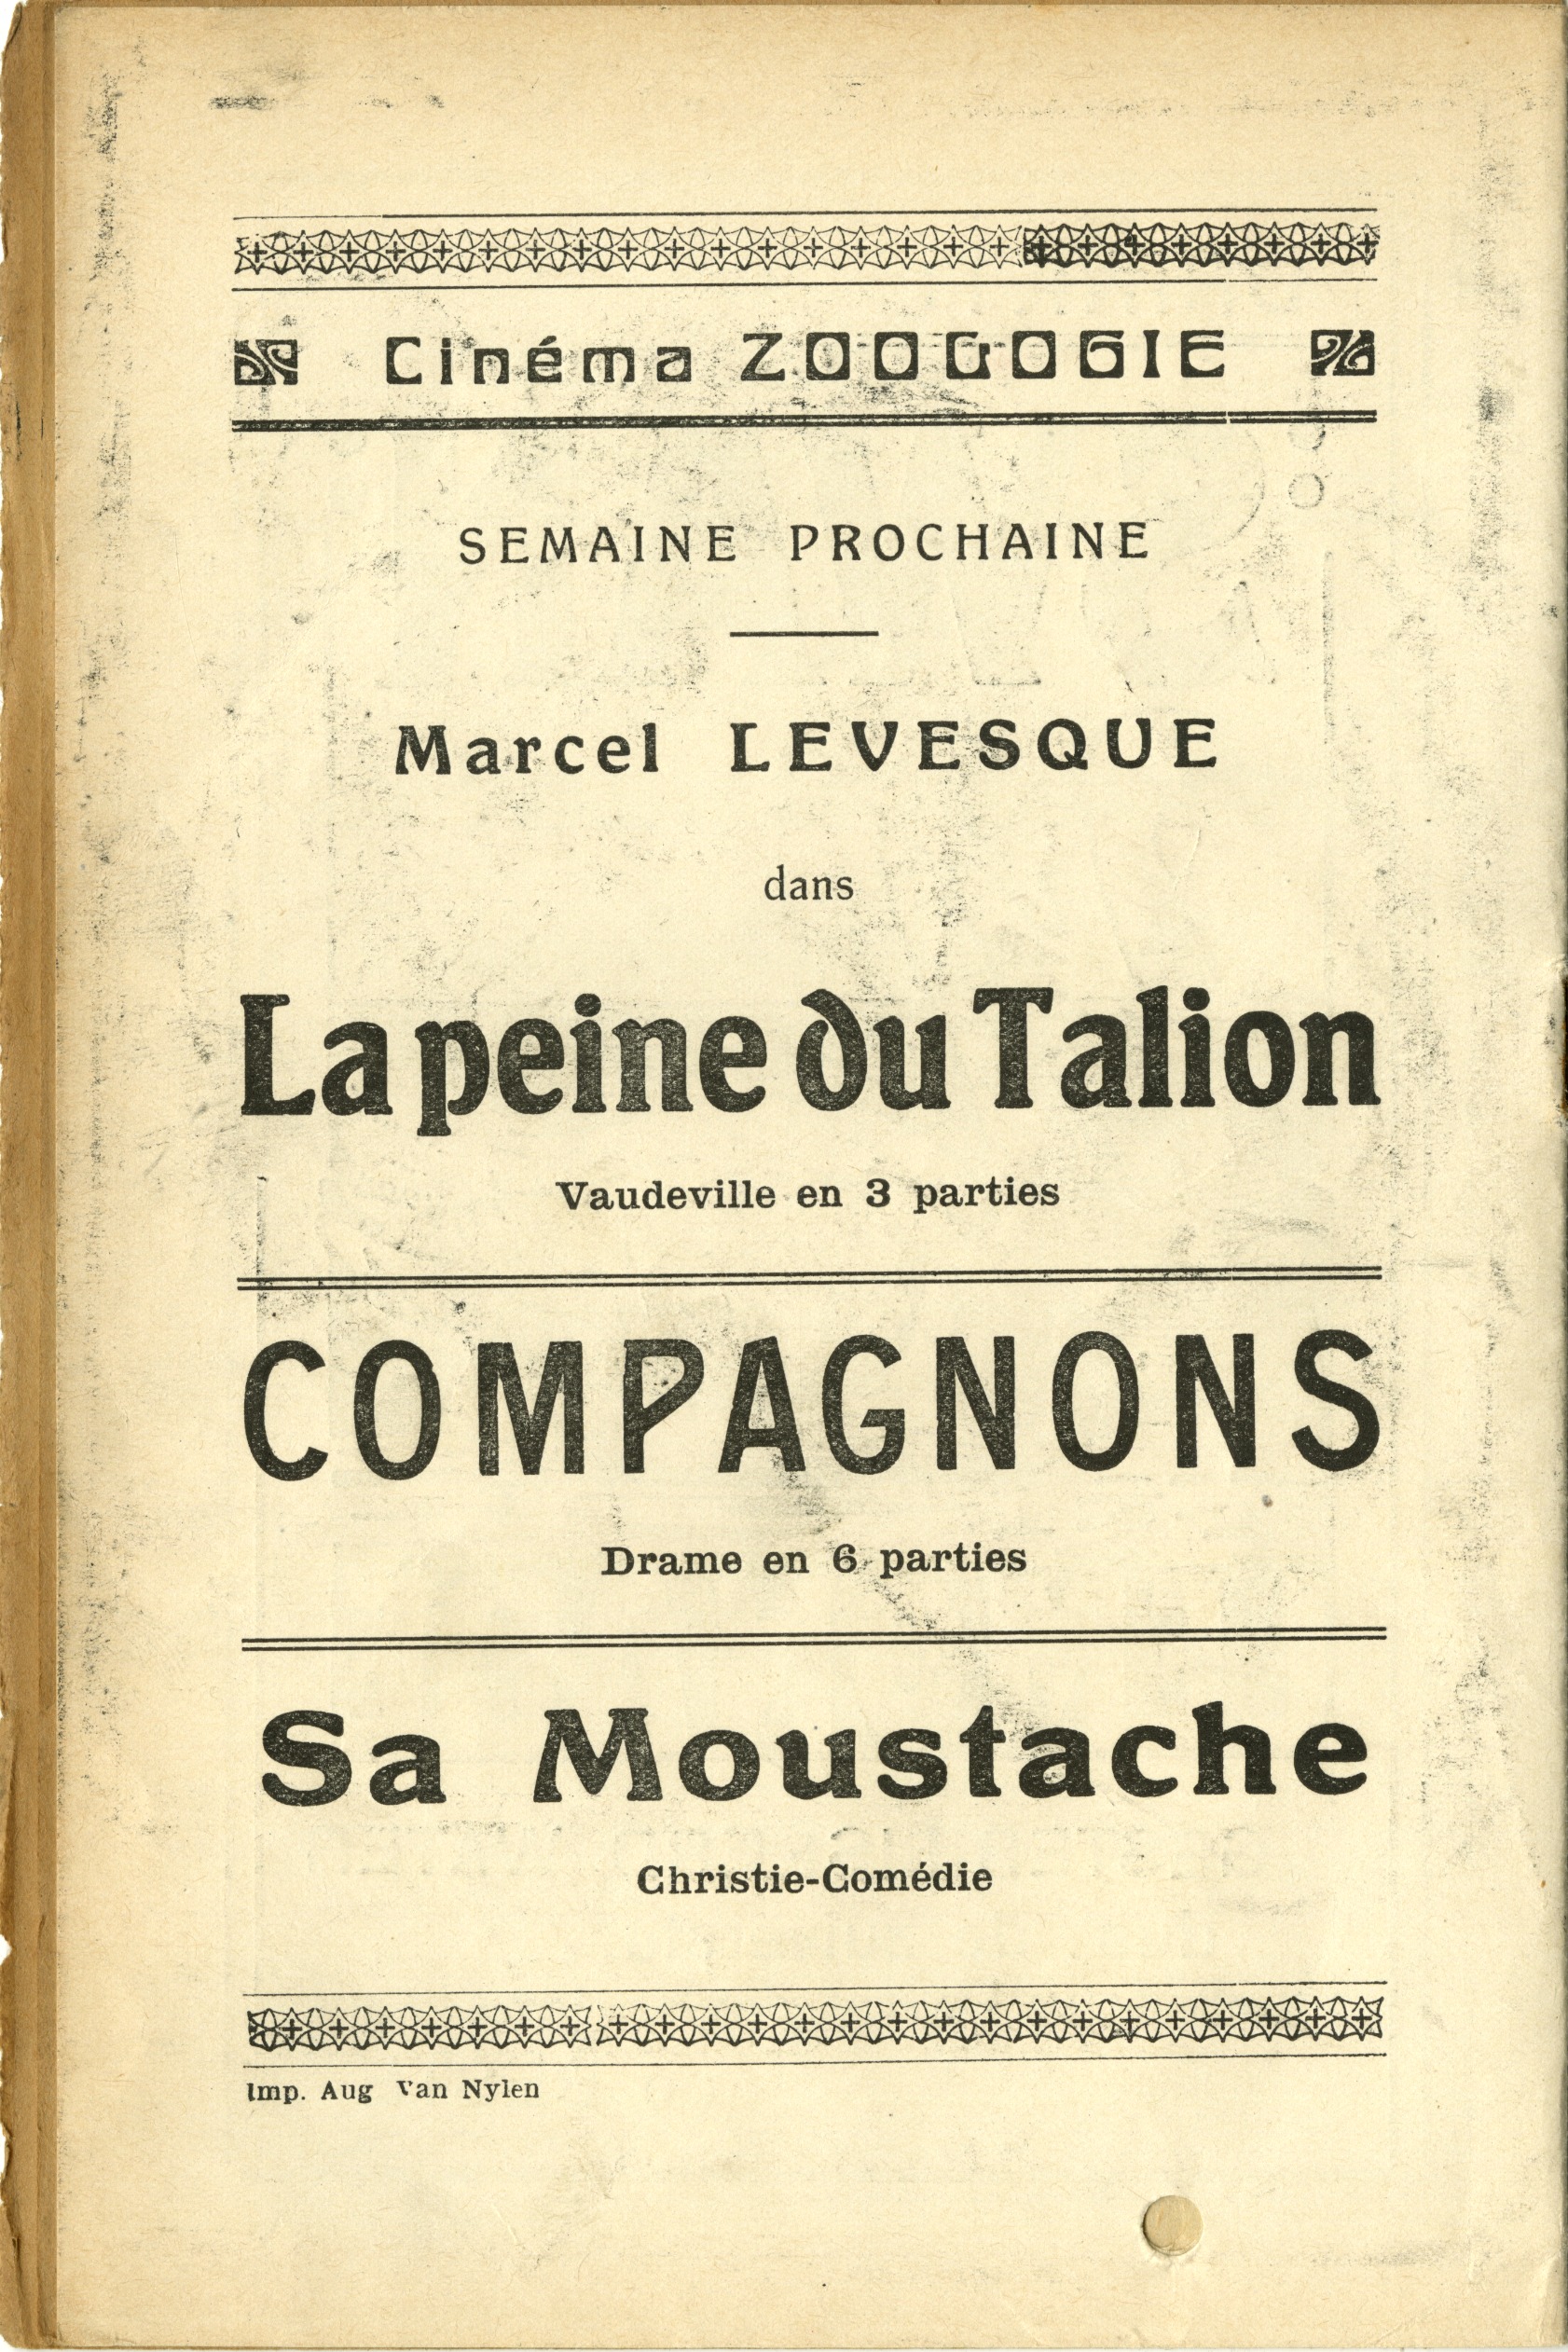 Cinéma ZOOLOGIE
SEMAINE PROCHAINE
Marcel LEVESQUE
dans
La peine du Talion
Vaudeville en 3 parties
COMPAGNONS
Drame en 6 parties
Sa Moustache
Christie-Comédie
Imp. Aug Van Nylen